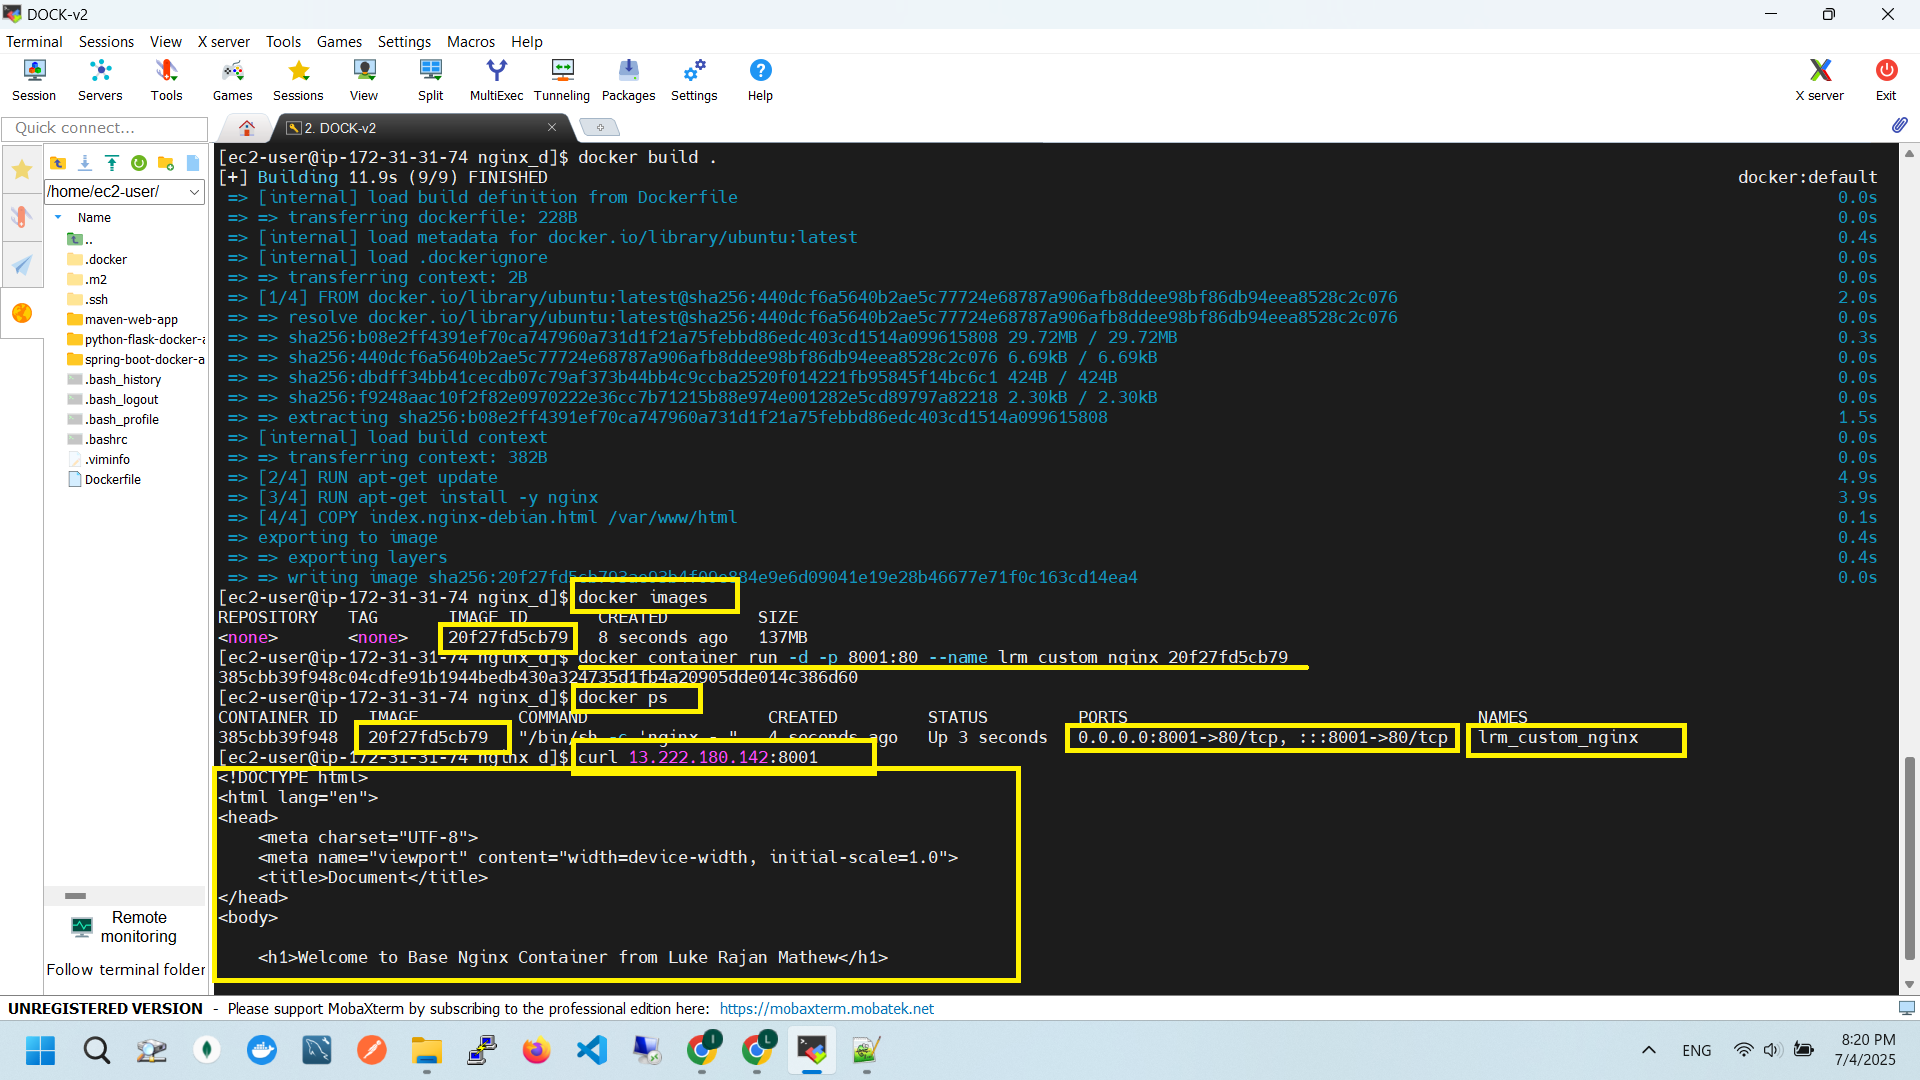 DOCK-v2
Terminal Sessions View X server Tools Games Settings Macros Help
Session Servers Tools Games Sessions View Split MultiExec Tunneling Packages Settings Help X server Exit
Quick connect...
2. DOCK-v2
/home/ec2-user/
Name
..
.docker
.m2
.ssh
maven-web-app
python-flask-docker-a
spring-boot-docker-a
.bash_history
.bash_logout
.bash_profile
.bashrc
.viminfo
Dockerfile
Remote
monitoring
Follow terminal folder
[ec2-user@ip-172-31-31-74 nginx_d]$ docker build .
[+] Building 11.9s (9/9) FINISHED docker:default
=> [internal] load build definition from Dockerfile 0.0s
=> => transferring dockerfile: 228B 0.0s
=> [internal] load metadata for docker.io/library/ubuntu:latest 0.4s
=> [internal] load .dockerignore 0.0s
=> => transferring context: 2B 0.0s
=> [1/4] FROM docker.io/library/ubuntu:latest@sha256:440dcf6a5640b2ae5c77724e68787a906afb8ddee98bf86db94eea8528c2c076 2.0s
=> => resolve docker.io/library/ubuntu:latest@sha256:440dcf6a5640b2ae5c77724e68787a906afb8ddee98bf86db94eea8528c2c076 0.0s
=> => sha256:b08e2ff4391ef70ca747960a731d1f21a75febbd86edc403cd1514a099615808 29.72MB / 29.72MB 0.3s
=> => sha256:440dcf6a5640b2ae5c77724e68787a906afb8ddee98bf86db94eea8528c2c076 6.69kB / 6.69kB 0.0s
=> => sha256:dbdff34bb41cecdb07c79af373b44bb4c9ccba2520f014221fb95845f14bc6c1 424B / 424B 0.0s
=> => sha256:f9248aac10f2f82e0970222e36cc7b71215b88e974e001282e5cd89797a82218 2.30kB / 2.30kB 0.0s
=> => extracting sha256:b08e2ff4391ef70ca747960a731d1f21a75febbd86edc403cd1514a099615808 1.5s
=> [internal] load build context 0.0s
=> => transferring context: 382B 0.0s
=> [2/4] RUN apt-get update 4.9s
=> [3/4] RUN apt-get install -y nginx 3.9s
=> [4/4] COPY index.nginx-debian.html /var/www/html 0.1s
=> exporting to image 0.4s
=> => exporting layers 0.4s
=> => writing image 0.0s
[ec2-user@ip-172-31-31-74 nginx_d]$ docker images
REPOSITORY TAG IMAGE ID CREATED SIZE
<none> <none> 20f27fd5cb79 8 seconds ago 137MB
[ec2-user@ip-172-31-31-74 nginx_d]$ docker container run -d -p 8001:80 --name lrm_custom_nginx 20f27fd5cb79
385cbb39f948c04cdfe91b1944bedb430a324735d1fb4a20905dde014c386d60
[ec2-user@ip-172-31-31-74 nginx_d]$ docker ps
CONTAINER ID IMAGE COMMAND CREATED STATUS PORTS NAMES
385cbb39f948 20f27fd5cb79 "/bin/sh -c 'nginx -…" 4 seconds ago Up 3 seconds 0.0.0.0:8001->80/tcp, :::8001->80/tcp lrm_custom_nginx
[ec2-user@ip-172-31-31-74 nginx_d]$ curl 13.222.180.142:8001
<!DOCTYPE html>
<html lang="en">
<head>
<meta charset="UTF-8">
<meta name="viewport" content="width=device-width, initial-scale=1.0">
<title>Document</title>
</head>
<body>
<h1>Welcome to Base Nginx Container from Luke Rajan Mathew</h1>
UNREGISTERED VERSION - Please support MobaXterm by subscribing to the professional edition here: https://mobaxterm.mobatek.net
I L ENG 8:20 PM
7/4/2025